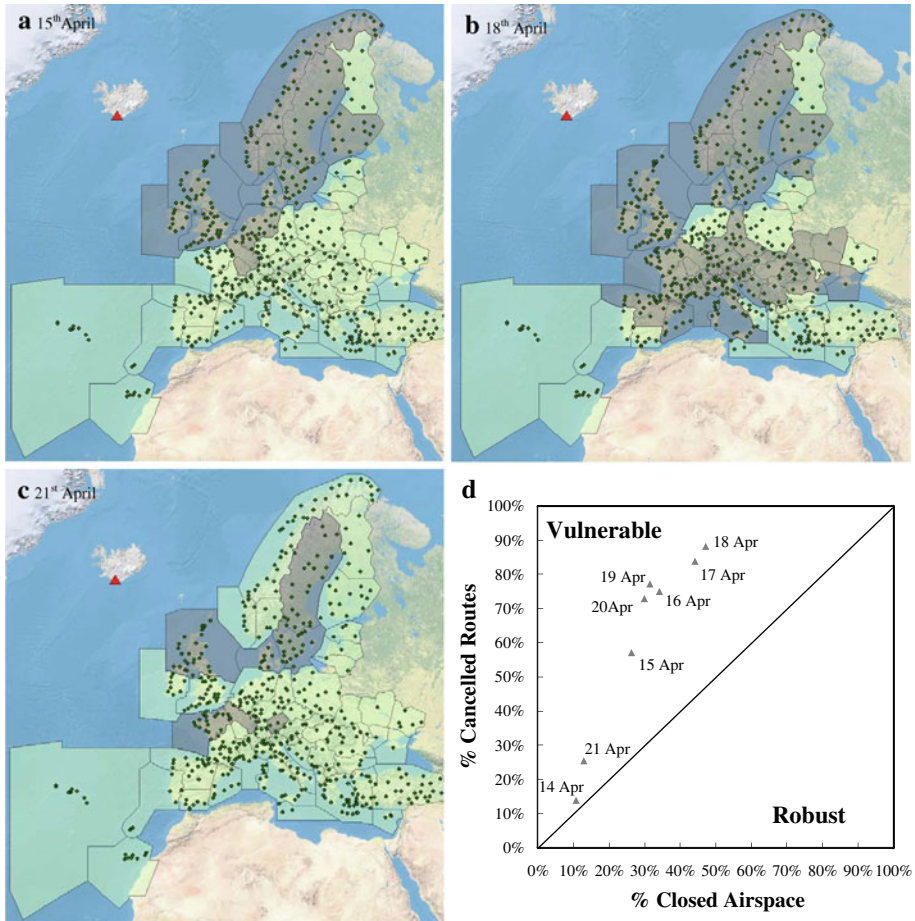 a 15th April
b 18th April
c 21st April
d
100%
90%
80%
70%
60%
50%
40%
30%
20%
10%
0%
% Cancelled Routes
Vulnerable
18 Apr
17 Apr
19 Apr
16 Apr
20Apr
15 Apr
21 Apr
14 Apr
Robust
0% 10% 20% 30% 40% 50% 60% 70% 80% 90% 100%
% Closed Airspace